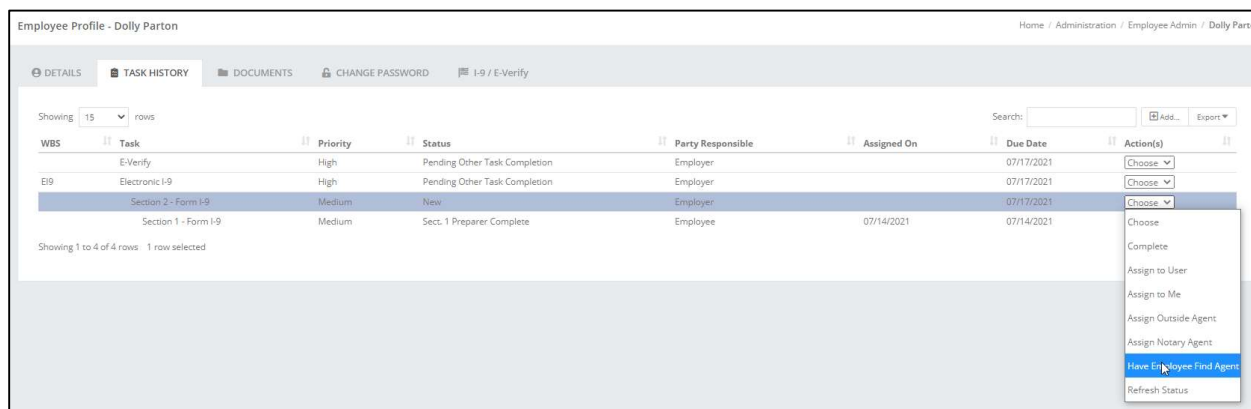 Employee Profile - Dolly Parton Home / Administration / Employee Admin / Dolly Part
DETAILS TASK HISTORY DOCUMENTS CHANGE PASSWORD I-9 / E-Verify
Showing 15 rows Search: Add... Export
WBS Task Priority Status Party Responsible Assigned On Due Date Action(s)
E-Verify High Pending Other Task Completion Employer 07/17/2021 Choose
EI9 Electronic I-9 High Pending Other Task Completion Employer 07/17/2021 Choose
Section 2 - Form I-9 Medium New Employer 07/17/2021 Choose
Section 1 - Form I-9 Medium Sect. 1 Preparer Complete Employee 07/14/2021 07/14/2021 Choose
Showing 1 to 4 of 4 rows 1 row selected
Complete
Assign to User
Assign to Me
Assign Outside Agent
Assign Notary Agent
Have Employee Find Agent
Refresh Status